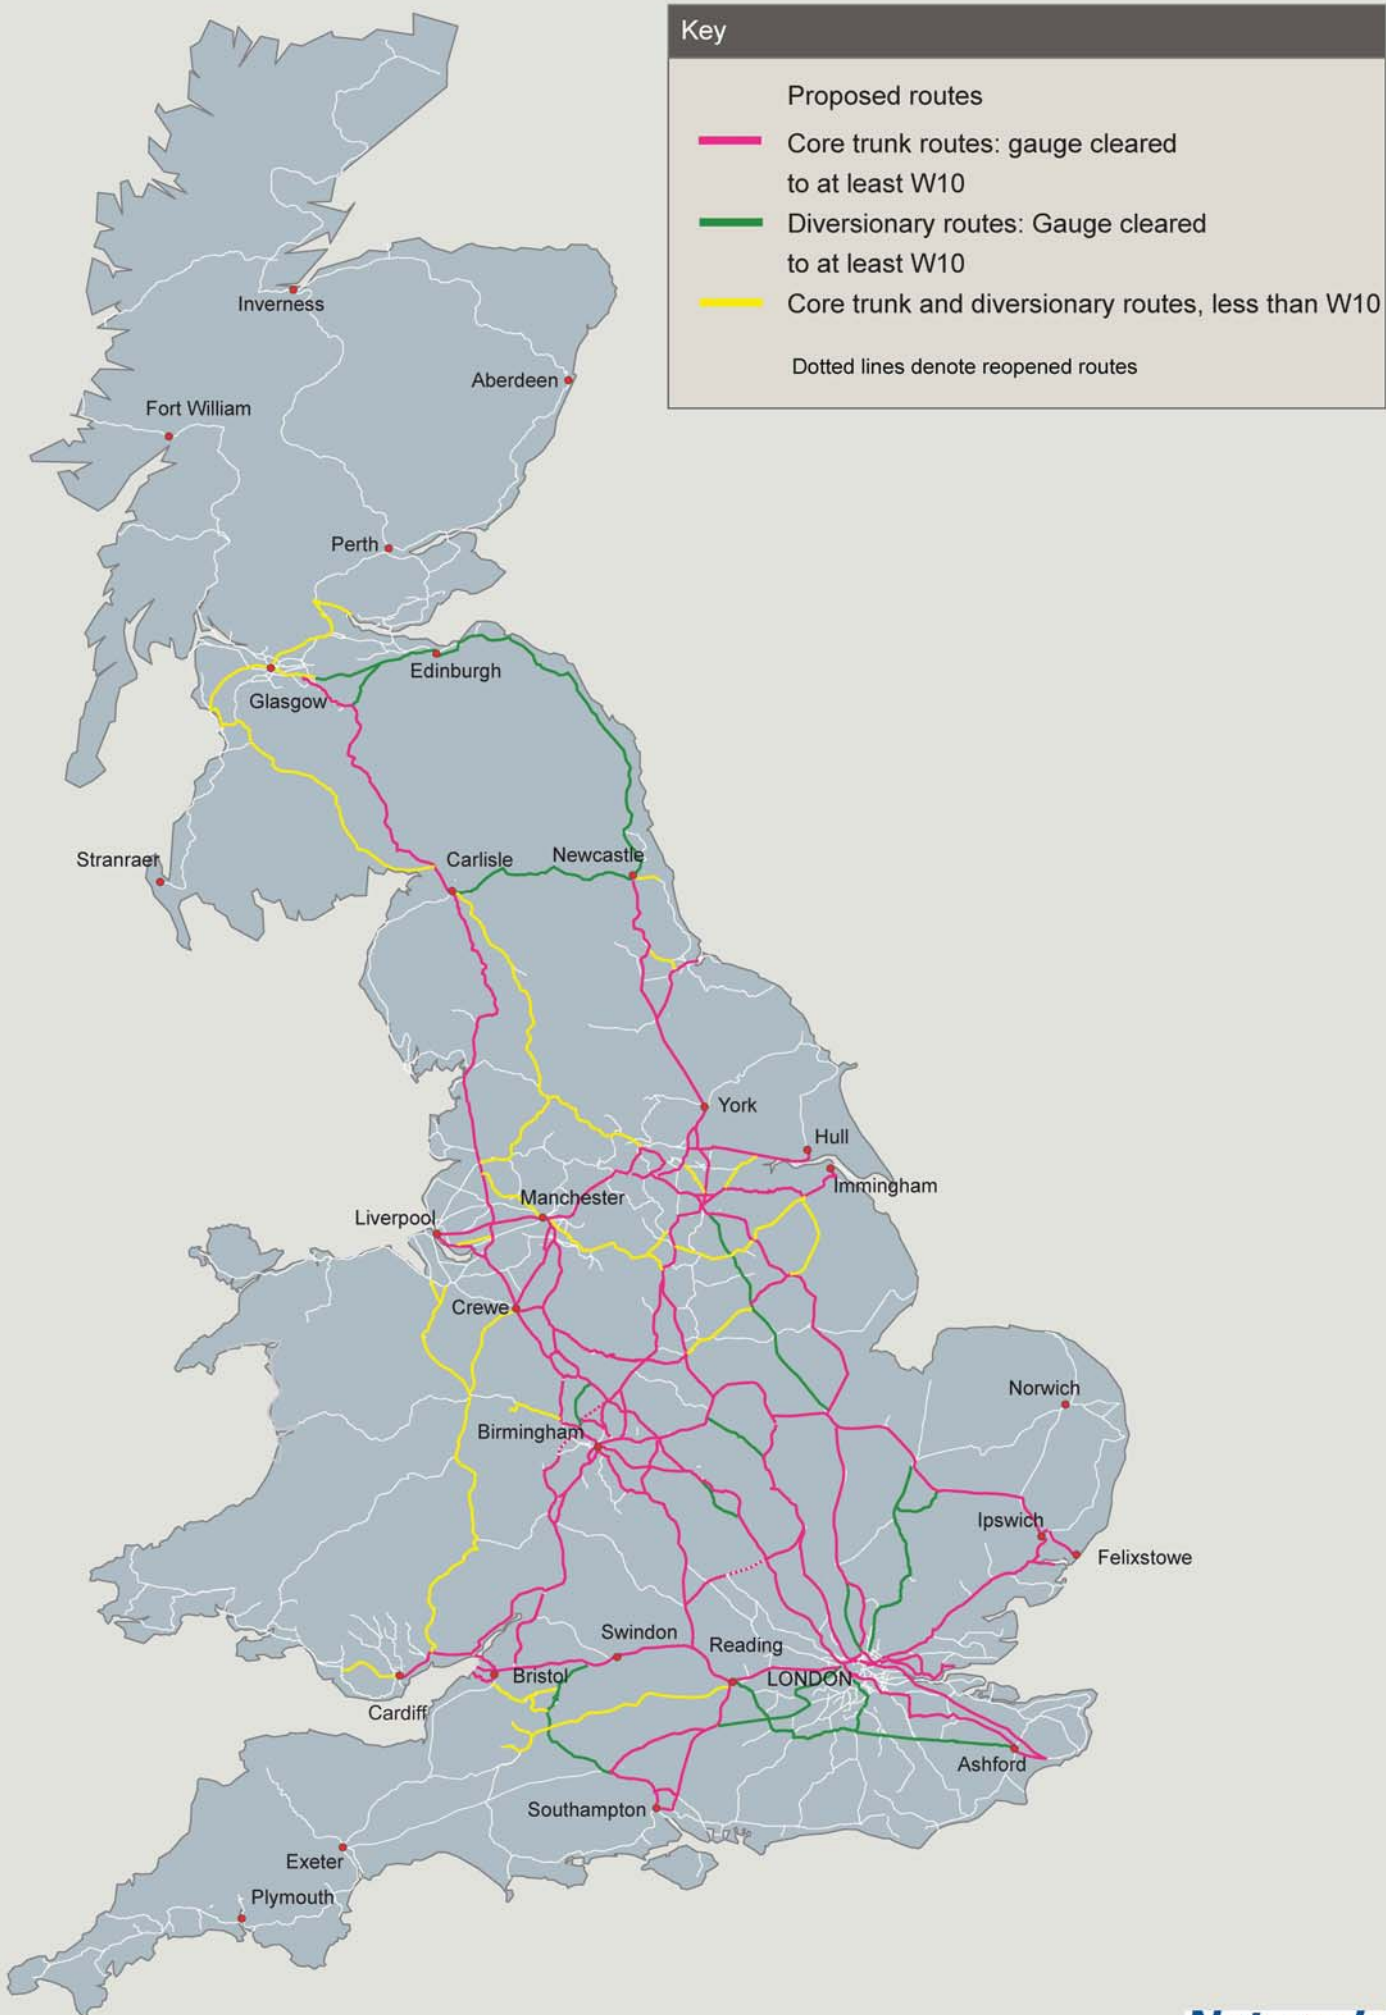 Key
Proposed routes
Core trunk routes: gauge cleared
to at least W10
Diversionary routes: Gauge cleared
to at least W10
Core trunk and diversionary routes, less than W10
Dotted lines denote reopened routes
Inverness
Aberdeen
Fort William
Perth
Edinburgh
Glasgow
Stranraer
Carlisle
Newcastle
York
Hull
Immingham
Manchester
Liverpool
Crewe
Norwich
Birmingham
Ipswich
Felixstowe
Swindon
Reading
LONDON
Bristol
Cardiff
Ashford
Southampton
Exeter
Plymouth